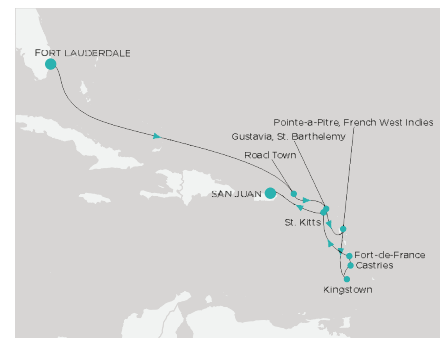 FORT LAUDERDALE
Pointe-a-Pitre, French West Indies
Gustavia, St. Barthelemy
Road Town
SAN JUAN
St. Kitts
Fort-de-France
Castries
Kingstown